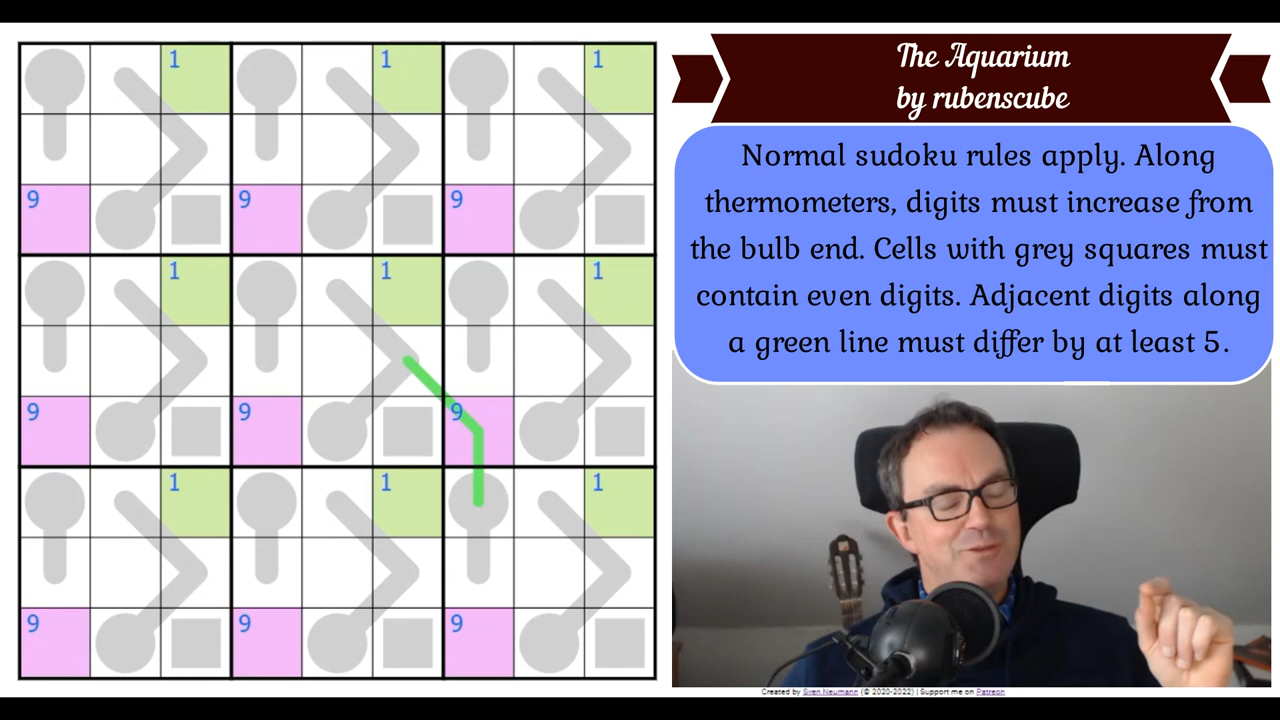 The Aquarium
by rubenscube
Normal sudoku rules apply. Along
thermometers, digits must increase from
the bulb end. Cells with grey squares must
contain even digits. Adjacent digits along
a green line must differ by at least 5.
1 1 1
9 9 9
1 1 1
9 9 9
1 1 1
9 9 9
Created by Sven Neumann (© 2020-2022) | Support me on Patreon